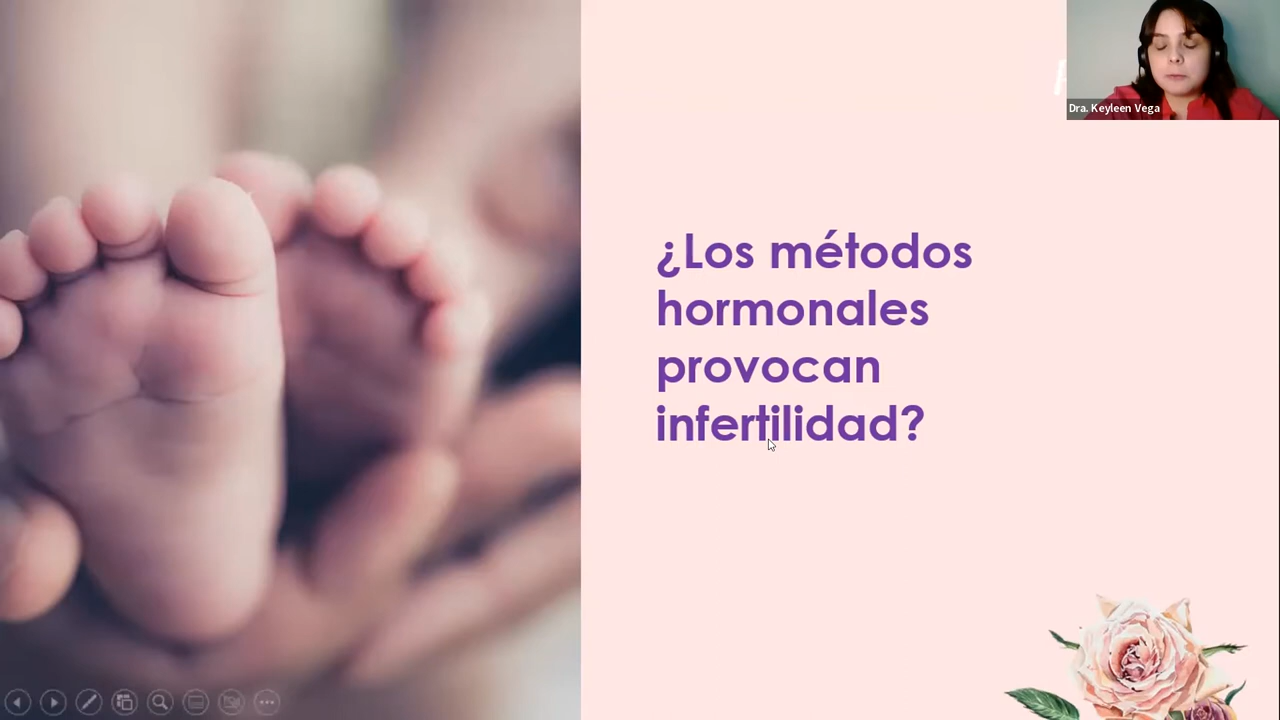 Dra. Keyleen Vega
¿Los métodos
hormonales
provocan
infertilidad?